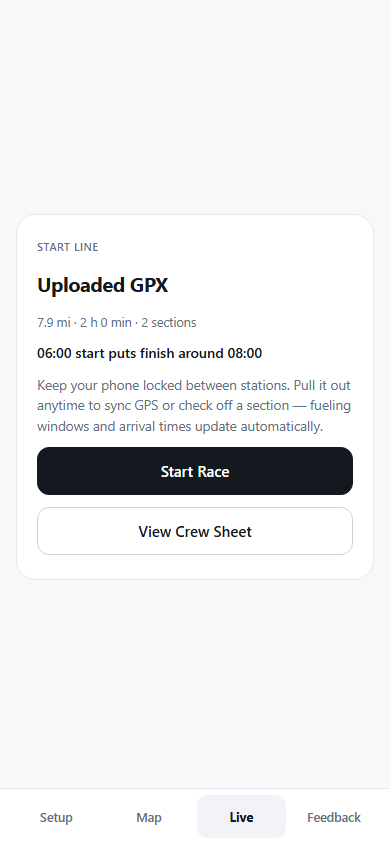 START LINE
Uploaded GPX
7.9 mi · 2 h 0 min · 2 sections
06:00 start puts finish around 08:00
Keep your phone locked between stations. Pull it out
anytime to sync GPS or check off a section — fueling
windows and arrival times update automatically.
Start Race
View Crew Sheet
Setup Map Live Feedback